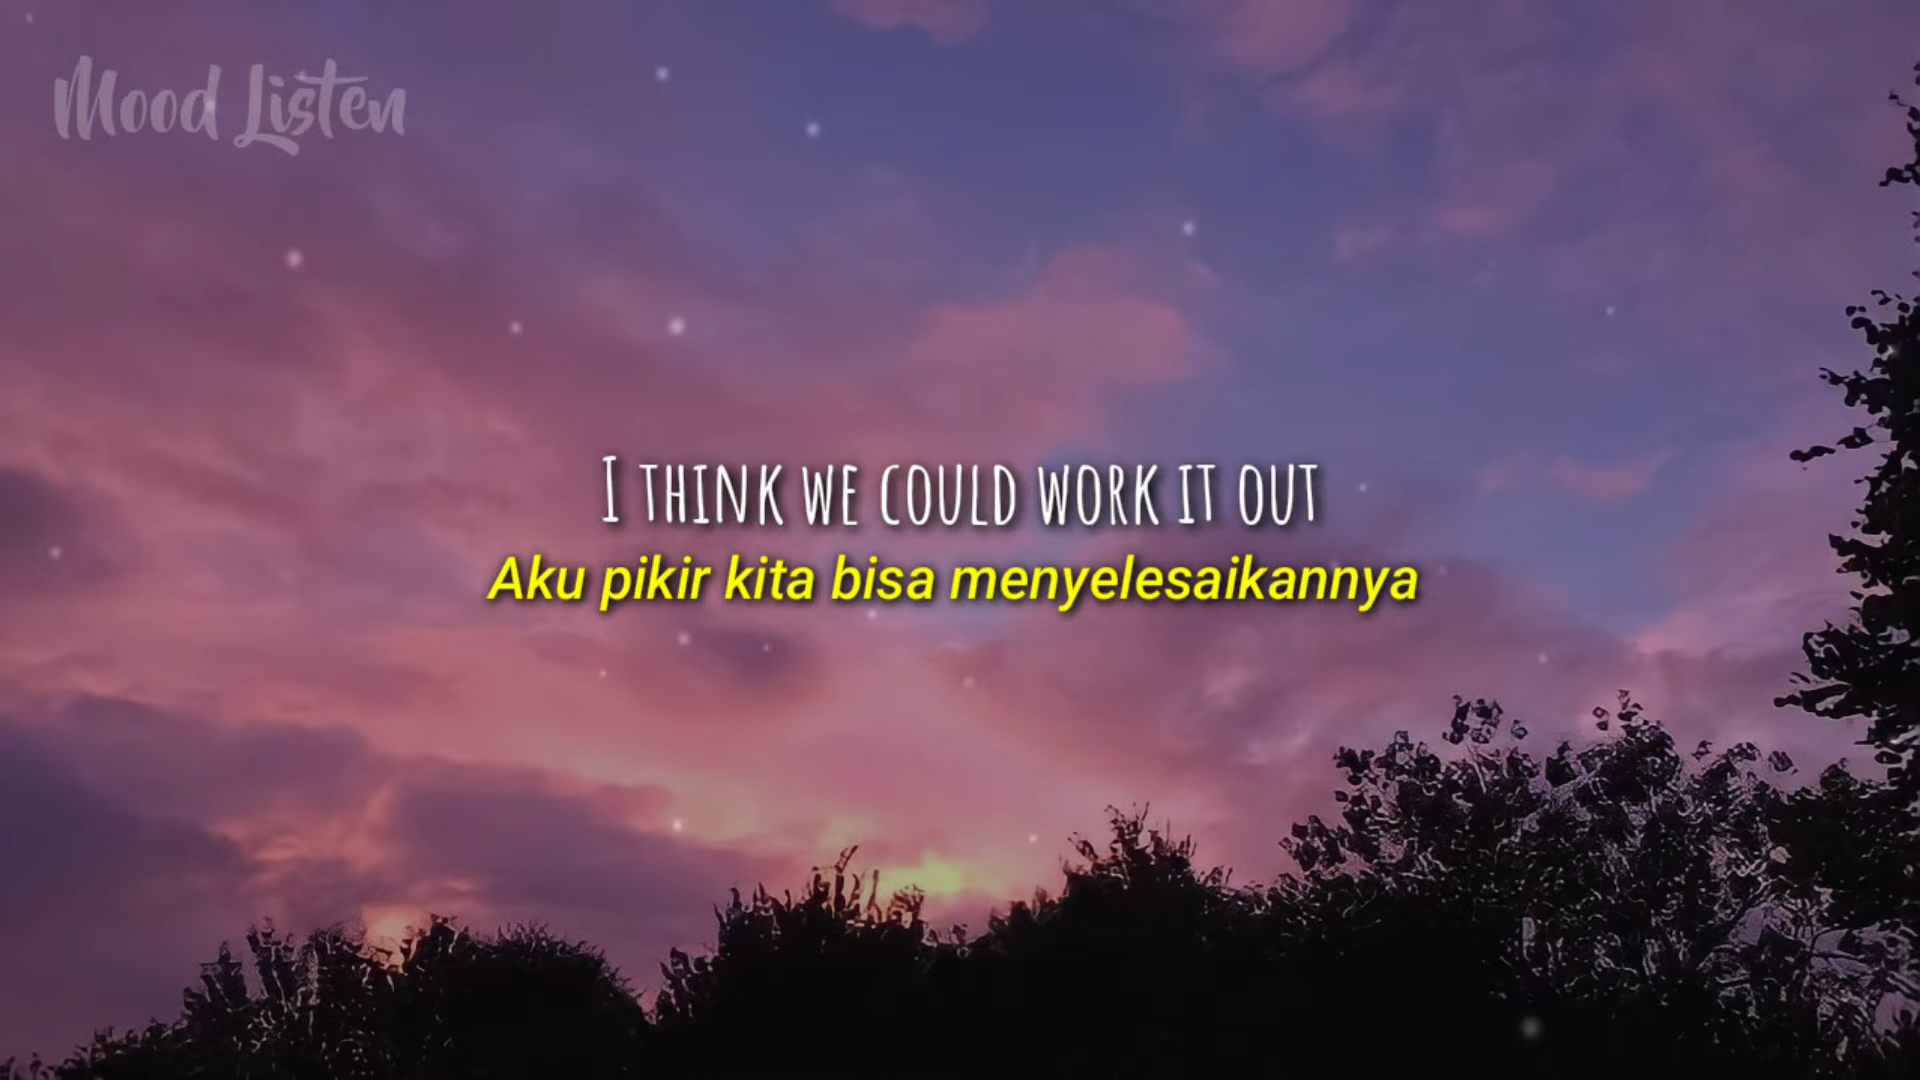 Mood Listen
I THINK WE COULD WORK IT OUT
Aku pikir kita bisa menyelesaikannya